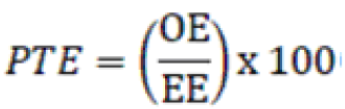 PTE = (OE/EE) x 100